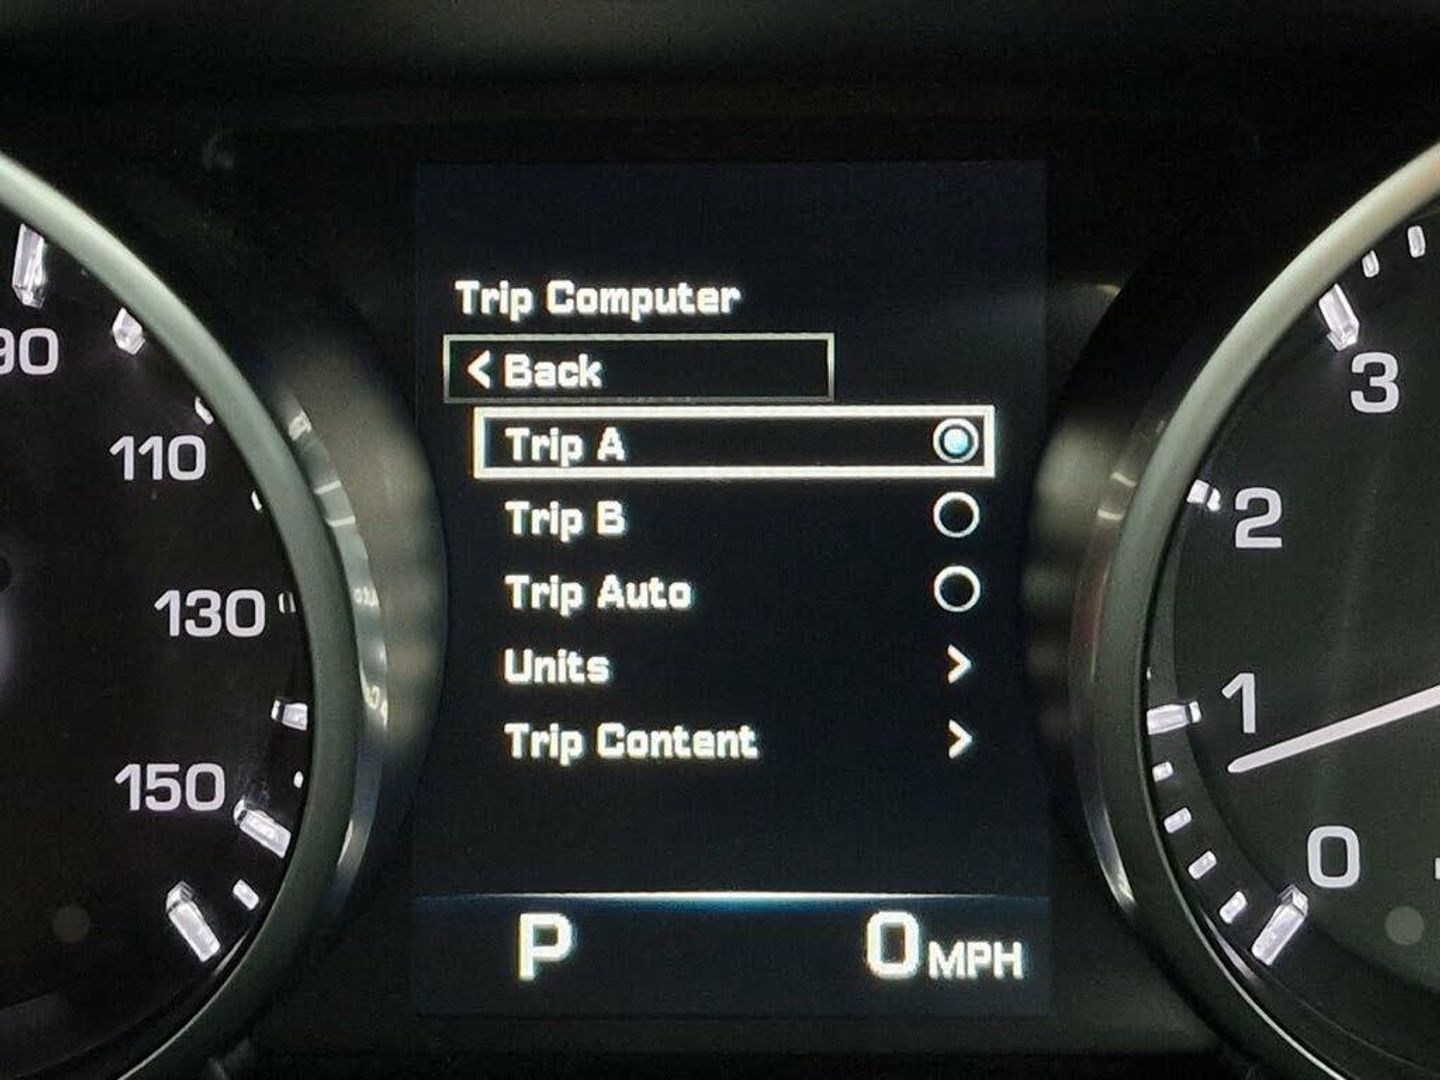 Trip Computer
< Back
Trip A
Trip B
Trip Auto
Units >
Trip Content >
P 0 MPH
110
130
150
3
2
1
0